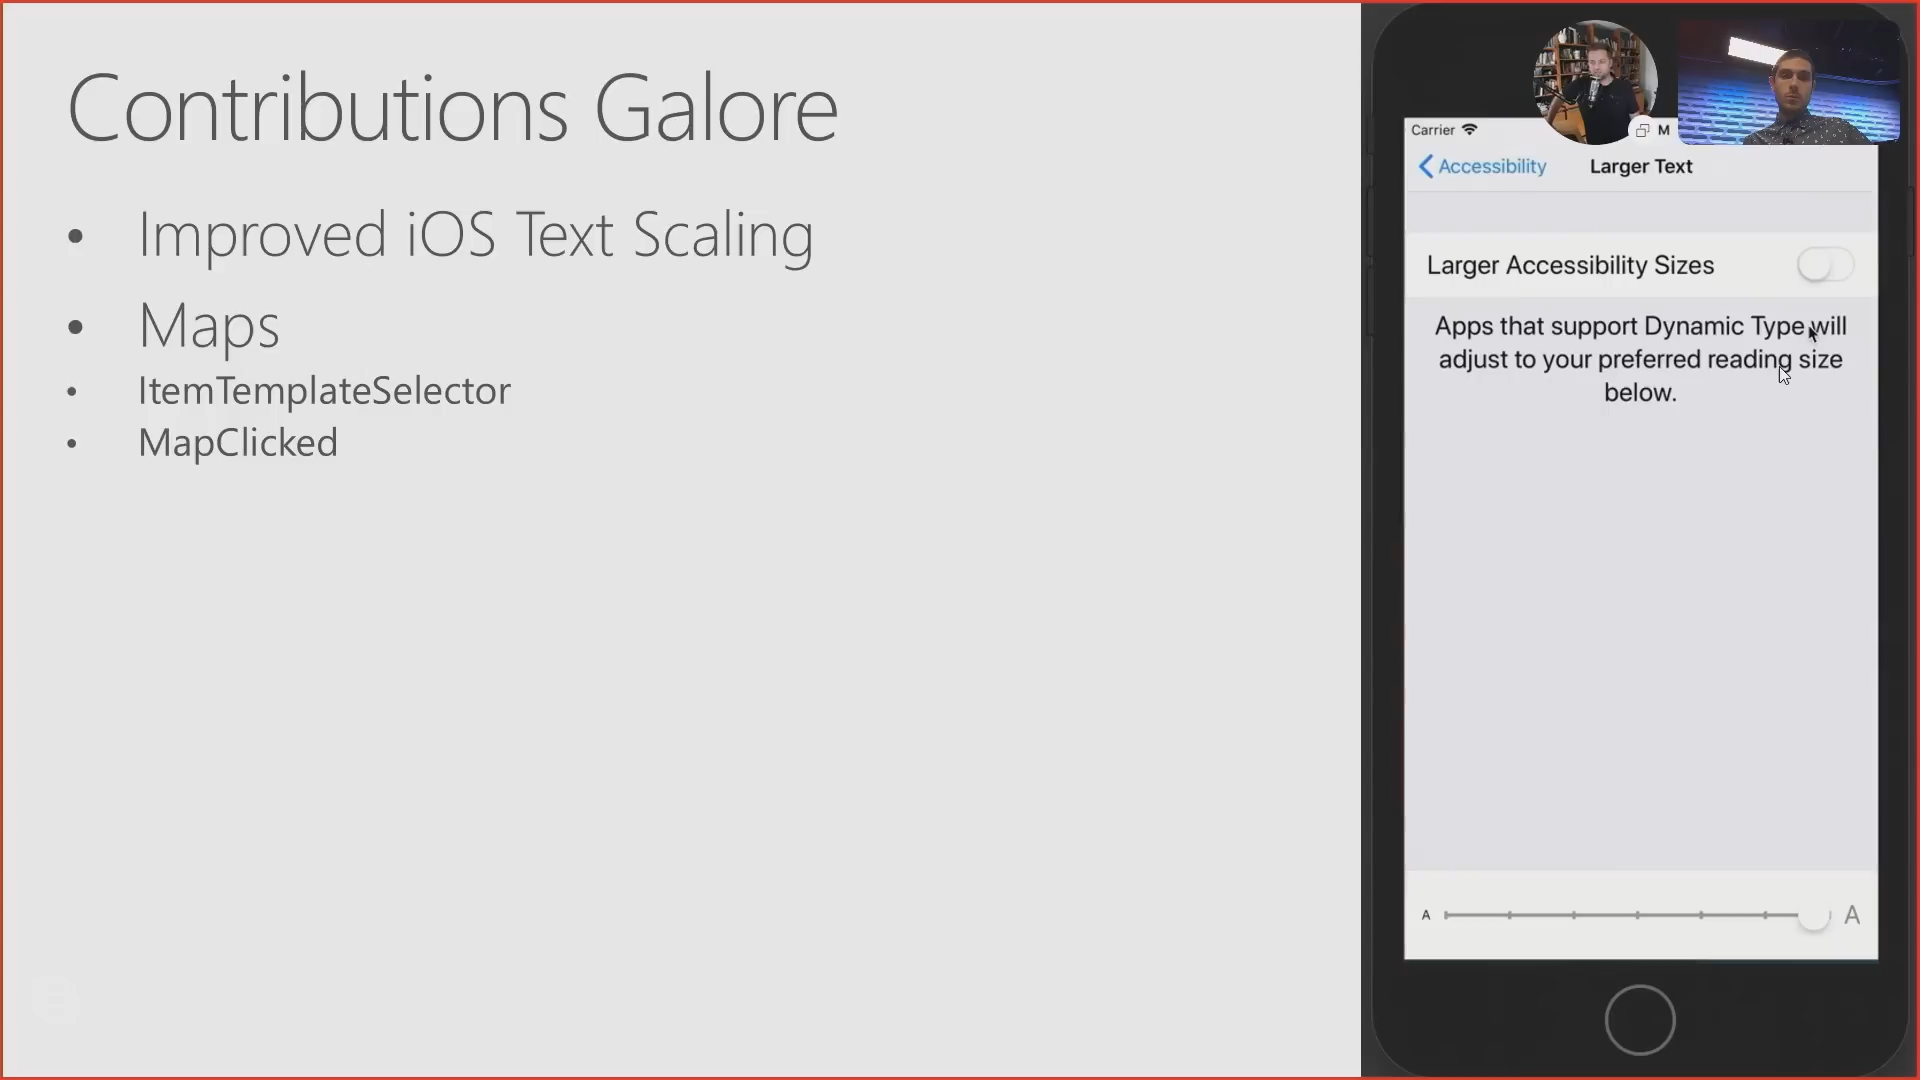 Contributions Galore
• Improved iOS Text Scaling
• Maps
• ItemTemplateSelector
• MapClicked
Carrier
M
Accessibility
Larger Text
Larger Accessibility Sizes
Apps that support Dynamic Type will
adjust to your preferred reading size
below.
A
A